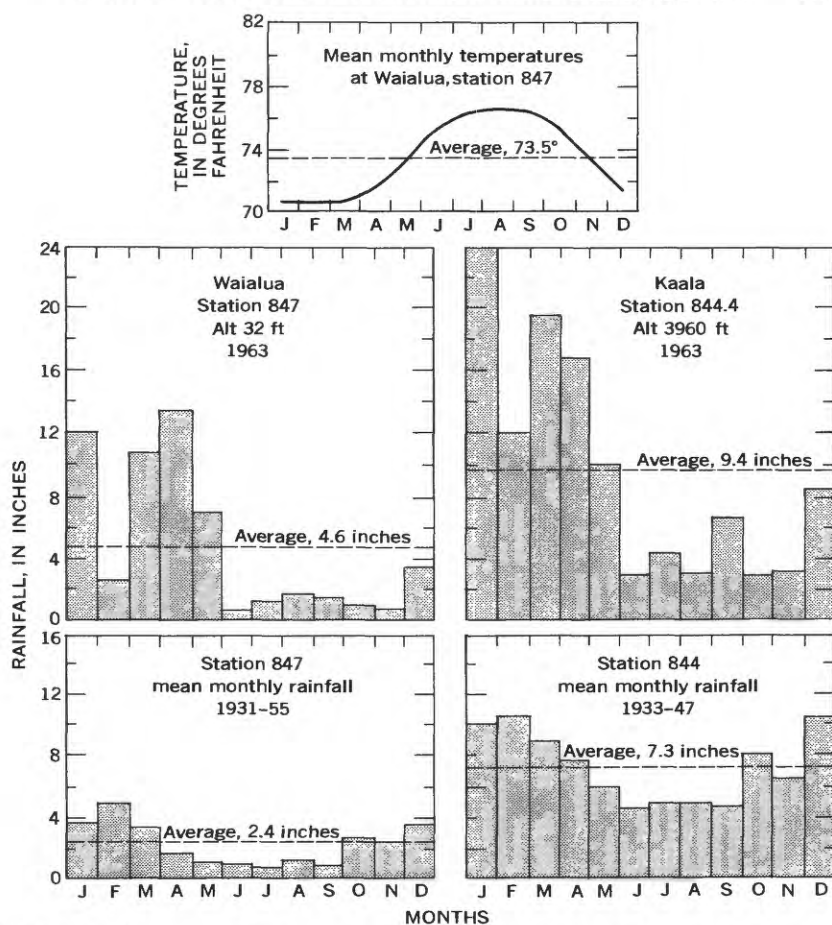 82
78
74
70
TEMPERATURE,
IN DEGREES
FAHRENHEIT
Mean monthly temperatures
at Waialua, station 847
Average, 73.5°
J F M A M J J A S O N D
RAINFALL, IN INCHES
24
20
16
12
8
4
0
Waialua
Station 847
Alt 32 ft
1963
Average, 4.6 inches
Kaala
Station 844.4
Alt 3960 ft
1963
Average, 9.4 inches
16
12
8
4
0
Station 847
mean monthly rainfall
1931–55
Average, 2.4 inches
J F M A M J J A S O N D
Station 844
mean monthly rainfall
1933–47
Average, 7.3 inches
J F M A M J J A S O N D
MONTHS